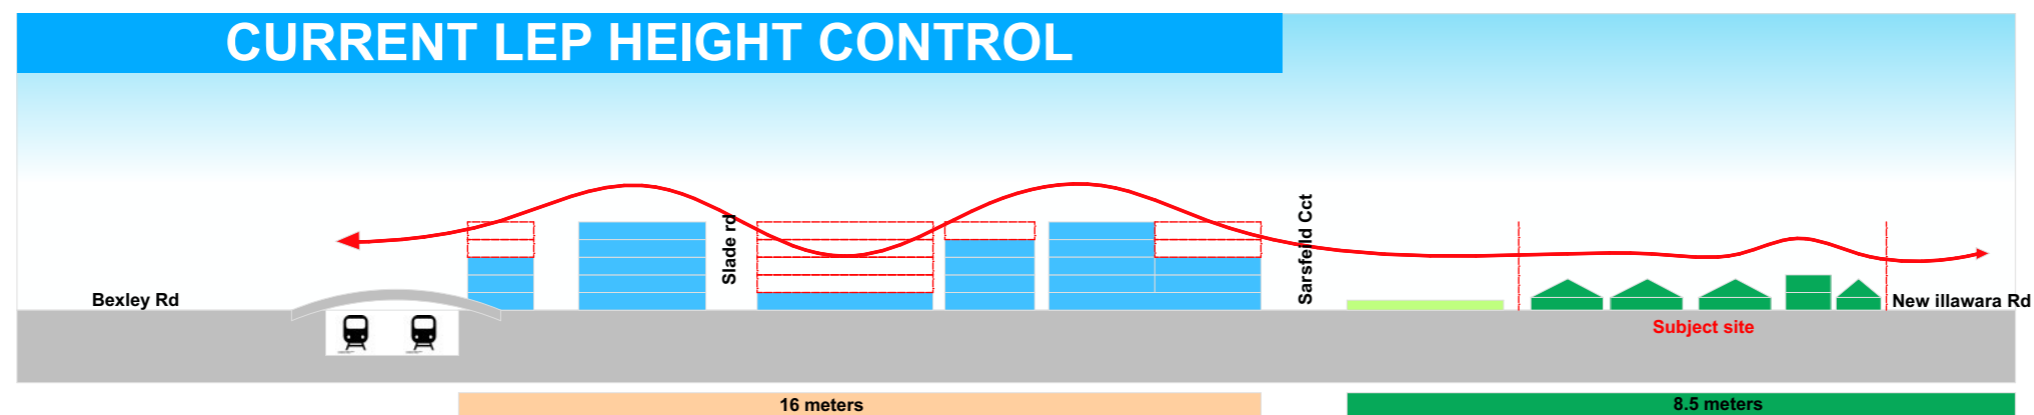 CURRENT LEP HEIGHT CONTROL
Bexley Rd
Slade rd
Sarsfeild Cct
New illawara Rd
Subject site
16 meters
8.5 meters